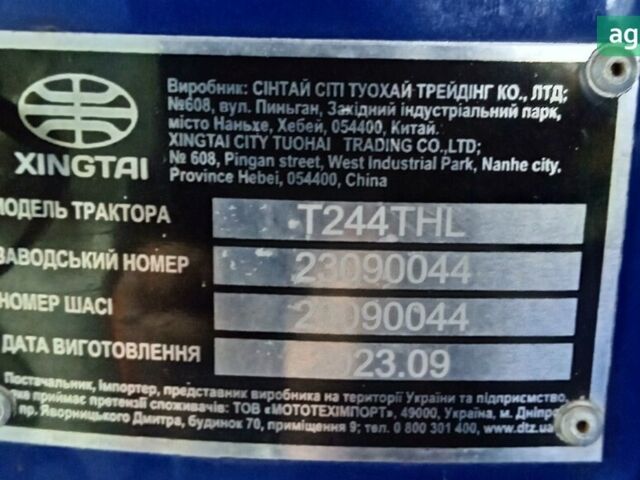 ag
Виробник: СІНТАЙ СІТІ ТУОХАЙ ТРЕЙДІНГ КО., ЛТД;
№608, вул. Пиньган, Західний індустріальний парк,
місто Наньхе, Хебей, 054400, Китай.
XINGTAI CITY TUOHAI TRADING CO.,LTD;
№ 608, Pingan street, West Industrial Park, Nanhe city,
Province Hebei, 054400, China
XINGTAI
МОДЕЛЬ ТРАКТОРА T244THL
ЗАВОДСЬКИЙ НОМЕР 23090044
НОМЕР ШАСІ 23090044
ДАТА ВИГОТОВЛЕННЯ 2023.09
Постачальник, імпортер, представник виробника на території України та підприємство,
яке приймає претензії споживачів: ТОВ «МОТОТЕХІМПОРТ», 49000, Україна, м. Дніпро
пр. Яворницького Дмитра, будинок 70, приміщення 9; тел. 0 800 301 400, www.dtz.ua